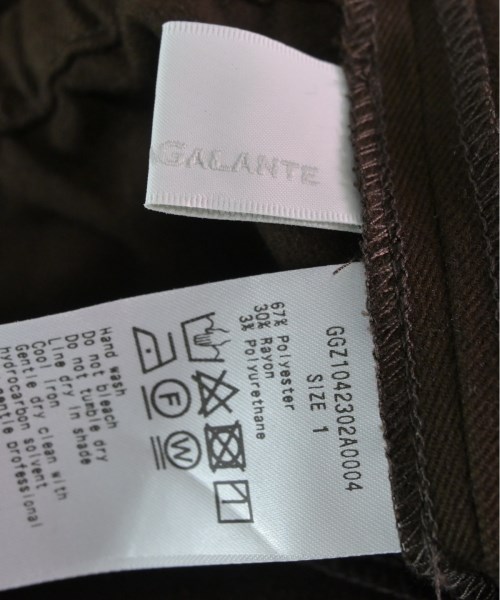 GALANTE
GGZ1042302A0004
SIZE 1
67% Polyester
30% Rayon
3% Polyurethane
F
W
Hand wash
Do not bleach
Do not tumble dry
Line dry in shade
Cool iron
Gentle dry clean with
hydrocarbon solvent
Gentle professional